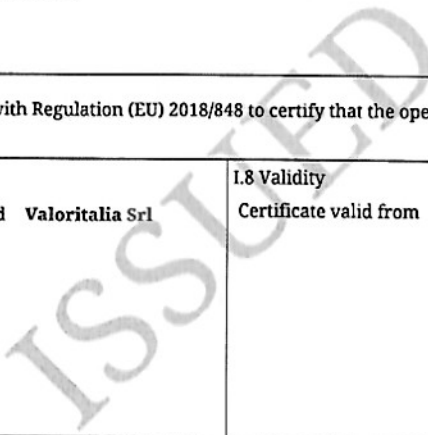 with Regulation (EU) 2018/848 to certify that the ope
I.8 Validity
d Valoritalia Srl
Certificate valid from
ISSUED